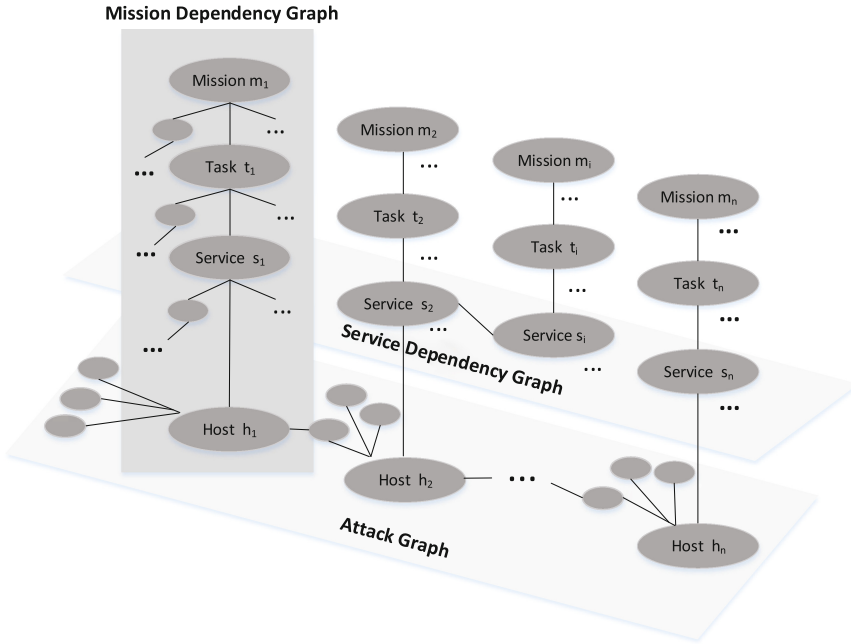 Mission Dependency Graph
Mission m1
...
...
Task t1
...
...
Service s1
...
...
Host h1
Mission m2
...
Task t2
...
Service s2
...
Mission mi
...
Task ti
...
Service si
...
Mission mn
...
Task tn
...
Service sn
...
Service Dependency Graph
Host h2
...
Host hn
Attack Graph